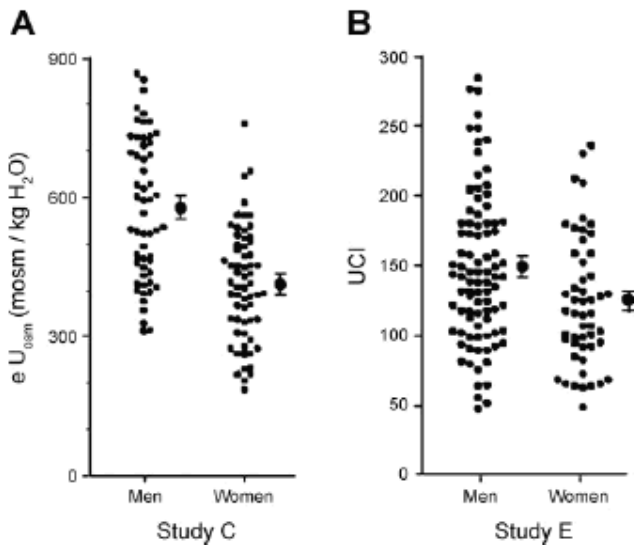 A
B
900
600
300
0
e U_osm (mosm / kg H₂O)
Men
Women
Study C
300
250
200
150
100
50
0
UCI
Men
Women
Study E